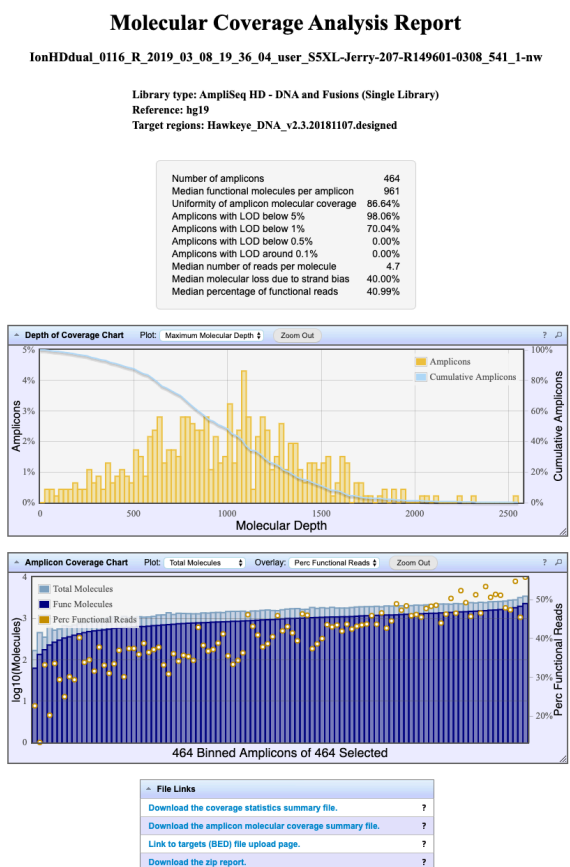 Molecular Coverage Analysis Report
IonHDdual_0116_R_2019_03_08_19_36_04_user_S5XL-Jerry-207-R149601-0308_541_1-nw
Library type: AmpliSeq HD - DNA and Fusions (Single Library)
Reference: hg19
Target regions: Hawkeye_DNA_v2.3.20181107.designed
Number of amplicons 464
Median functional molecules per amplicon 961
Uniformity of amplicon molecular coverage 86.64%
Amplicons with LOD below 5% 98.06%
Amplicons with LOD below 1% 70.04%
Amplicons with LOD below 0.5% 0.00%
Amplicons with LOD around 0.1% 0.00%
Median number of reads per molecule 4.7
Median molecular loss due to strand bias 40.00%
Median percentage of functional reads 40.99%
Depth of Coverage Chart Plot: Maximum Molecular Depth Zoom Out ?
5% 100%
Amplicons
Cumulative Amplicons
4% 80%
3% 60%
2% 40%
1% 20%
0% 0%
Amplicons
Cumulative Amplicons
0 500 1000 1500 2000 2500
Molecular Depth
Amplicon Coverage Chart Plot: Total Molecules Overlay: Perc Functional Reads Zoom Out ?
4
Total Molecules
Func Molecules
Perc Functional Reads
50%
3
40%
2
30%
1
20%
0
log10(Molecules)
Perc Functional Reads
464 Binned Amplicons of 464 Selected
File Links
Download the coverage statistics summary file. ?
Download the amplicon molecular coverage summary file. ?
Link to targets (BED) file upload page. ?
Download the zip report. ?